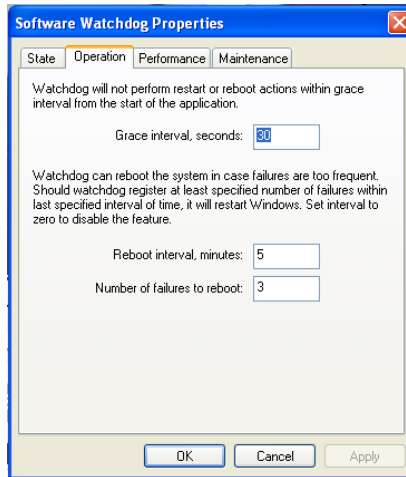 Software Watchdog Properties
State Operation Performance Maintenance
Watchdog will not perform restart or reboot actions within grace
interval from the start of the application.
Grace interval, seconds: 30
Watchdog can reboot the system in case failures are too frequent.
Should watchdog register at least specified number of failures within
last specified interval of time, it will restart Windows. Set interval to
zero to disable the feature.
Reboot interval, minutes: 5
Number of failures to reboot: 3
OK Cancel Apply